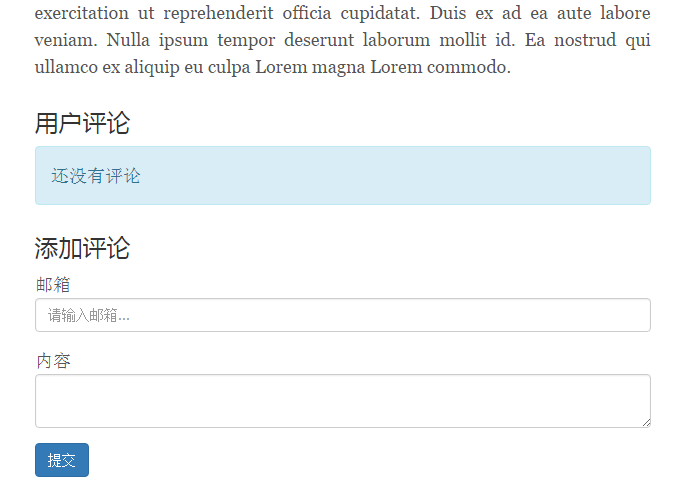 exercitation ut reprehenderit officia cupidatat. Duis ex ad ea aute labore
veniam. Nulla ipsum tempor deserunt laborum mollit id. Ea nostrud qui
ullamco ex aliquip eu culpa Lorem magna Lorem commodo.
用户评论
还没有评论
添加评论
邮箱
请输入邮箱...
内容
提交